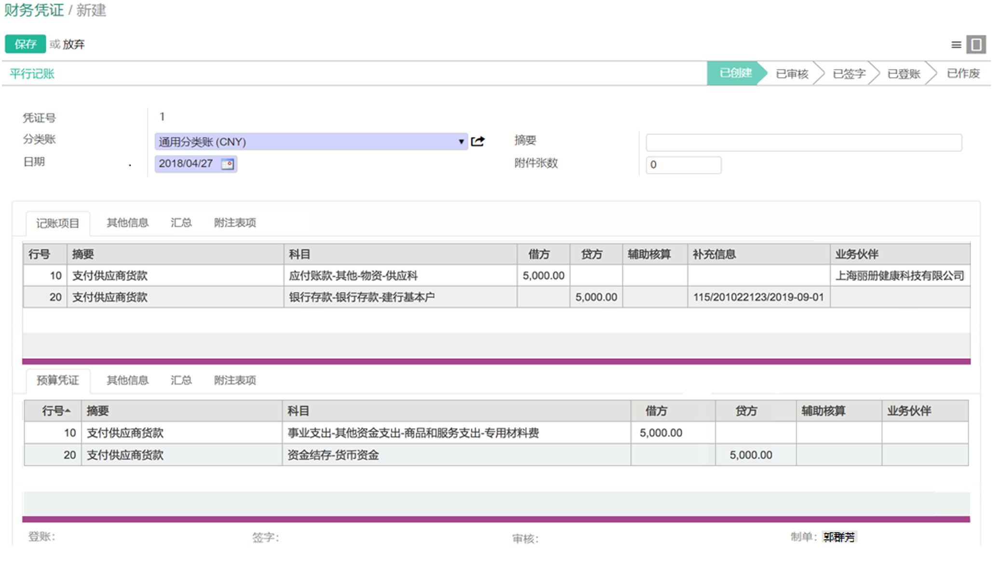 财务凭证 / 新建
保存 或 放弃
平行记账 已创建 已审核 已签字 已登账 已作废
凭证号 1
分类账 通用分类账 (CNY) 摘要
日期 . 2018/04/27 附件张数 0
记账项目 其他信息 汇总 附注表项
行号 摘要 科目 借方 贷方 辅助核算 补充信息 业务伙伴
10 支付供应商货款 应付账款-其他-物资-供应科 5,000.00 上海丽册健康科技有限公司
20 支付供应商货款 银行存款-银行存款-建行基本户 5,000.00 115/201022123/2019-09-01
预算凭证 其他信息 汇总 附注表项
行号 摘要 科目 借方 贷方 辅助核算 业务伙伴
10 支付供应商货款 事业支出-其他资金支出-商品和服务支出-专用材料费 5,000.00
20 支付供应商货款 资金结存-货币资金 5,000.00
登账: 签字: 审核: 制单: 郭群芳